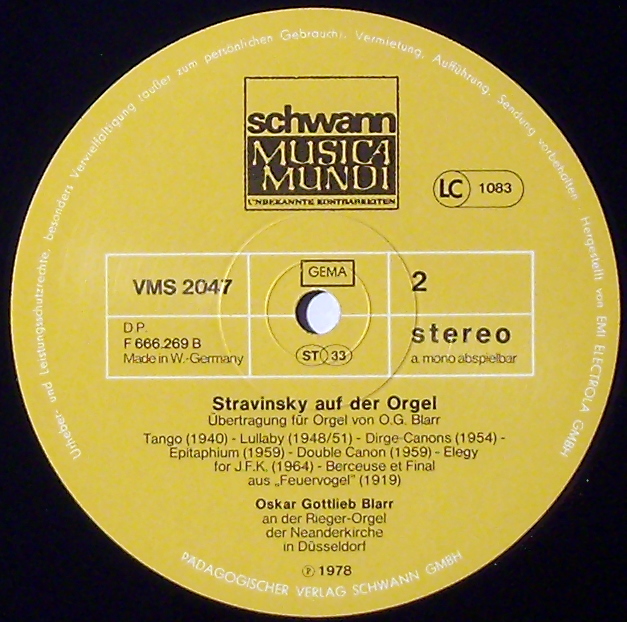 Urheber- und Leistungsschutzrechte, besonders Vervielfältigung (außer zum persönlichen Gebrauch), Vermietung, Aufführung, Sendung vorbehalten. Hergestellt von EMI ELECTROLA GMBH
schwann
MUSICA
MUNDI
UNBEKANNTE KOSTBARKEITEN
LC 1083
VMS 2047
GEMA
2
D.P.
F 666.269 B
Made in W.-Germany
ST 33
stereo
a. mono abspielbar
Stravinsky auf der Orgel
Übertragung für Orgel von O.G. Blarr
Tango (1940) - Lullaby (1948/51) - Dirge-Canons (1954) -
Epitaphium (1959) - Double Canon (1959) - Elegy
for J.F.K. (1964) - Berceuse et Final
aus „Feuervogel" (1919)
Oskar Gottlieb Blarr
an der Rieger-Orgel
der Neanderkirche
in Düsseldorf
Ⓟ 1978
PÄDAGOGISCHER VERLAG SCHWANN GMBH